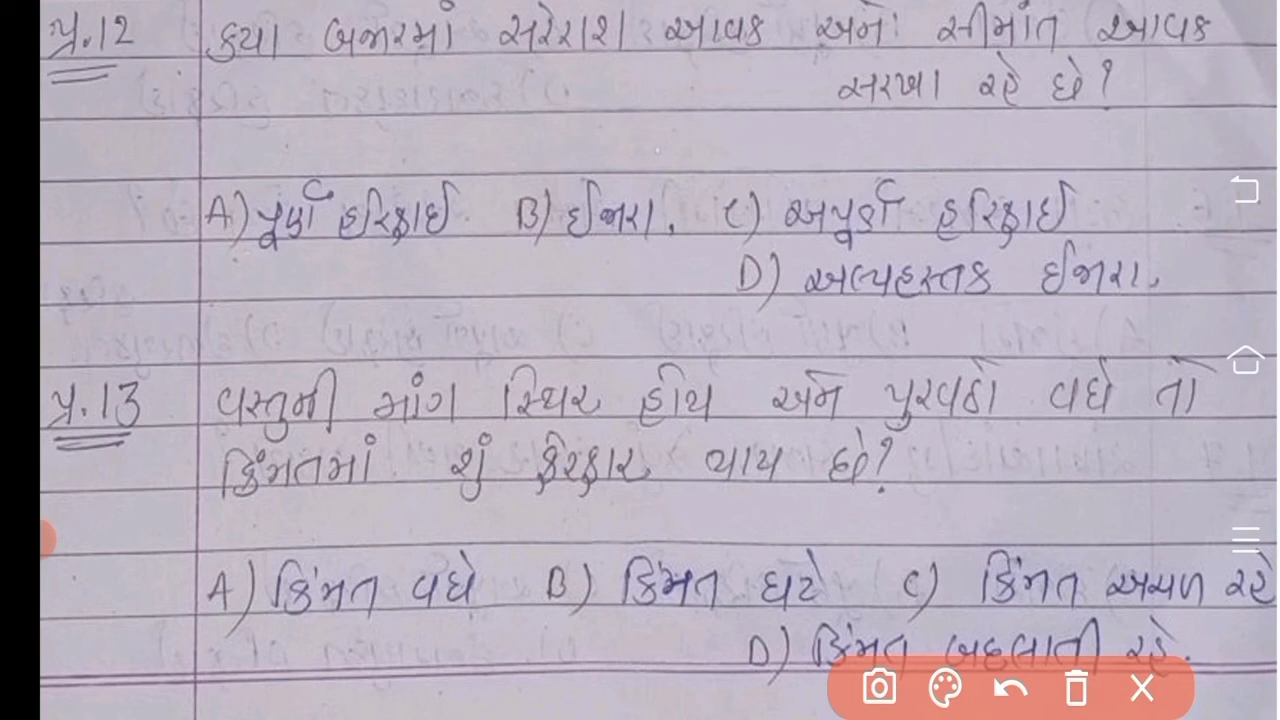 પ્ર.12 કયા બજારમાં સરેરાશ આવક અને સીમાંત આવક
સરખા રહે છે?
A) પૂર્ણ હરિફાઈ B) ઈજારા. C) અપૂર્ણ હરિફાઈ
D) અલ્પહસ્તક ઈજારા.
પ્ર.13 વસ્તુની માંગ સ્થિર હોય અને પુરવઠો વધે તો
કિંમતમાં શું ફેરફાર થાય છે?
A) કિંમત વધે B) કિંમત ઘટે C) કિંમત અચળ રહે
D) કિંમત બદલાતી રહે.